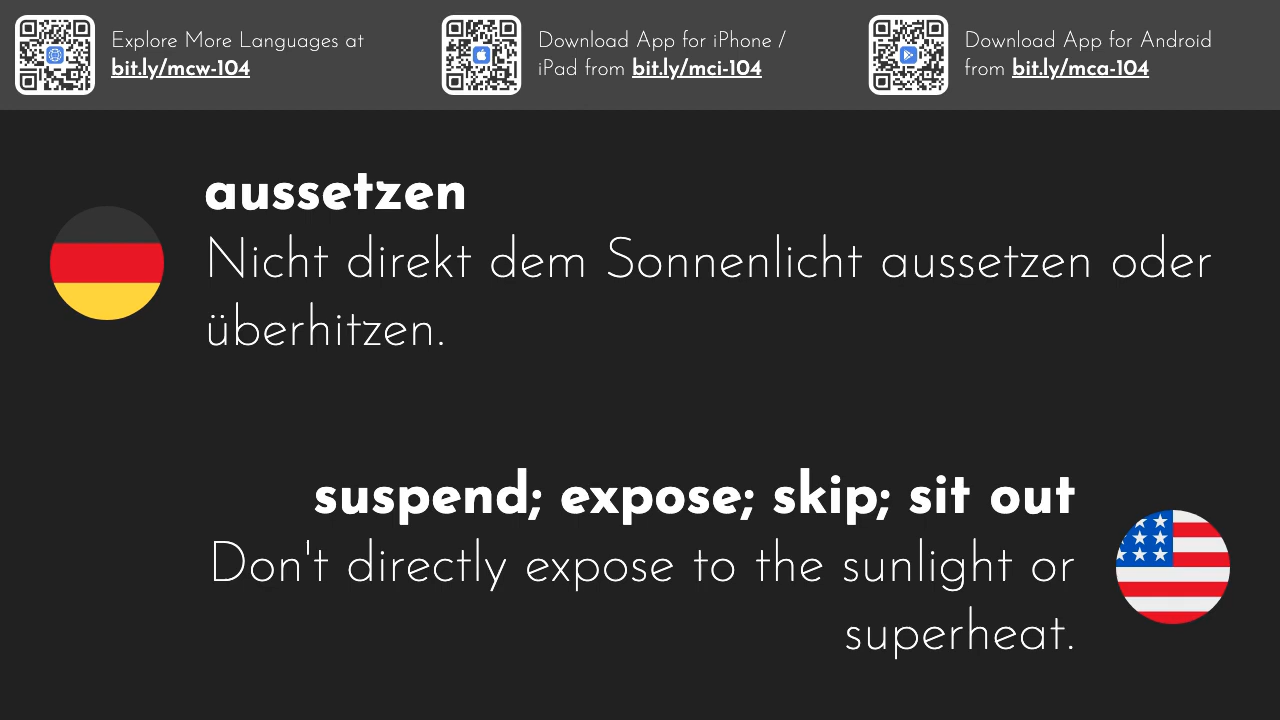 Explore More Languages at
bit.ly/mcw-104
Download App for iPhone /
iPad from bit.ly/mci-104
Download App for Android
from bit.ly/mca-104
aussetzen
Nicht direkt dem Sonnenlicht aussetzen oder
überhitzen.
suspend; expose; skip; sit out
Don't directly expose to the sunlight or
superheat.